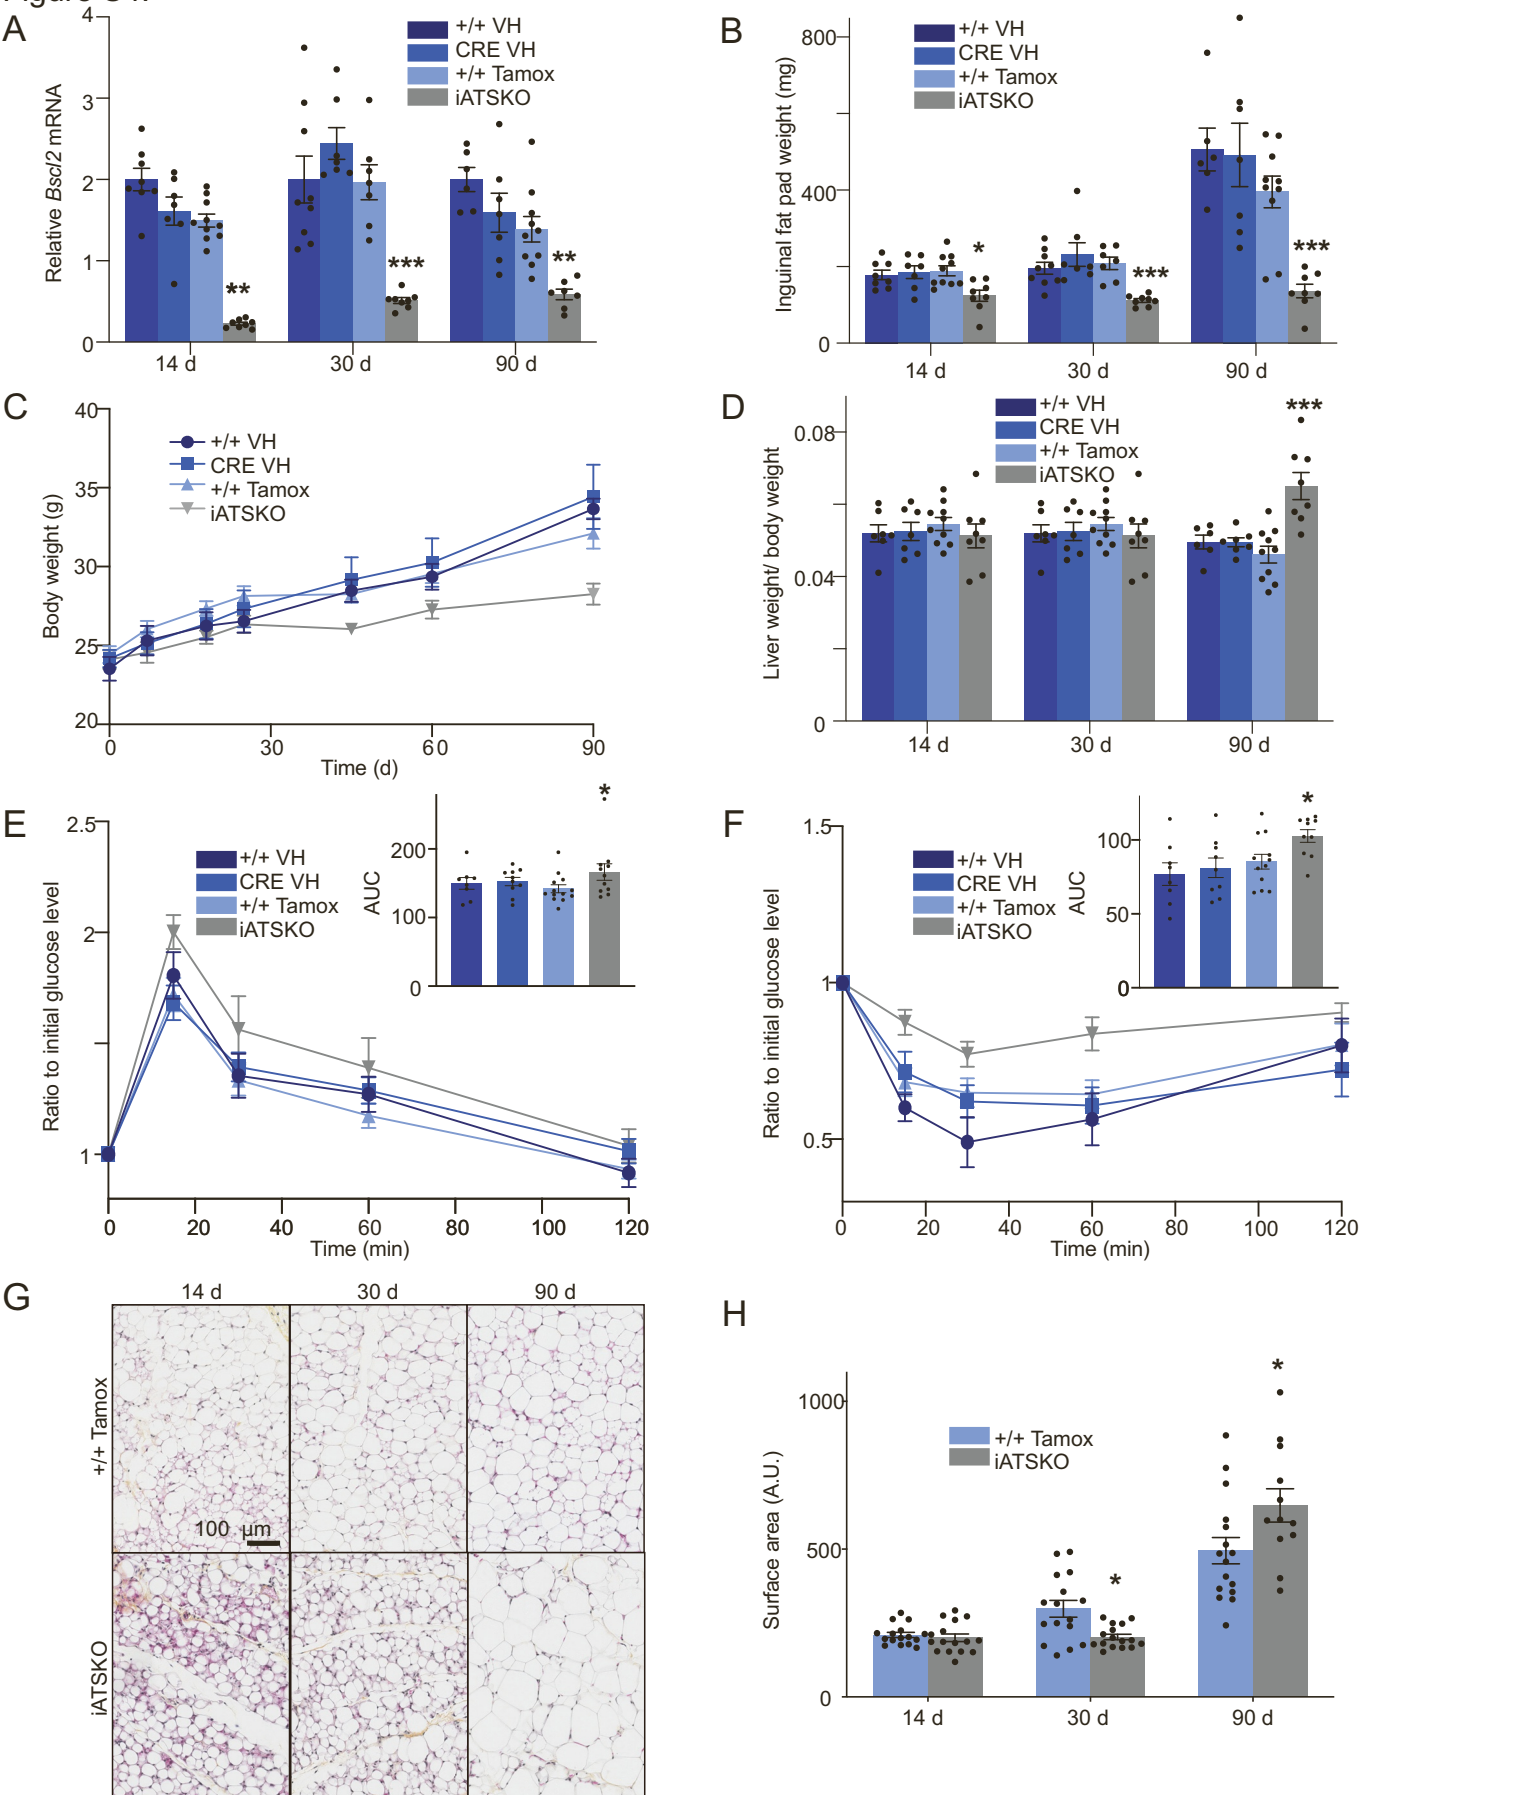 A
4
3
2
1
0
Relative Bscl2 mRNA
+/+ VH
CRE VH
+/+ Tamox
iATSKO
**
***
**
14 d
30 d
90 d
B
800
400
0
Inguinal fat pad weight (mg)
+/+ VH
CRE VH
+/+ Tamox
iATSKO
*
***
***
14 d
30 d
90 d
C
40
35
30
25
20
Body weight (g)
+/+ VH
CRE VH
+/+ Tamox
iATSKO
0
30
60
90
Time (d)
D
0.08
0.04
0
Liver weight/ body weight
+/+ VH
CRE VH
+/+ Tamox
iATSKO
***
14 d
30 d
90 d
E
2.5
2
1
Ratio to initial glucose level
+/+ VH
CRE VH
+/+ Tamox
iATSKO
AUC
200
100
0
*
0
20
40
60
80
100
120
Time (min)
F
1.5
1
0.5
Ratio to initial glucose level
+/+ VH
CRE VH
+/+ Tamox
iATSKO
AUC
100
50
0
*
0
20
40
60
80
100
120
Time (min)
G
14 d
30 d
90 d
+/+ Tamox
100 µm
iATSKO
H
1000
500
0
Surface area (A.U.)
+/+ Tamox
iATSKO
*
*
14 d
30 d
90 d